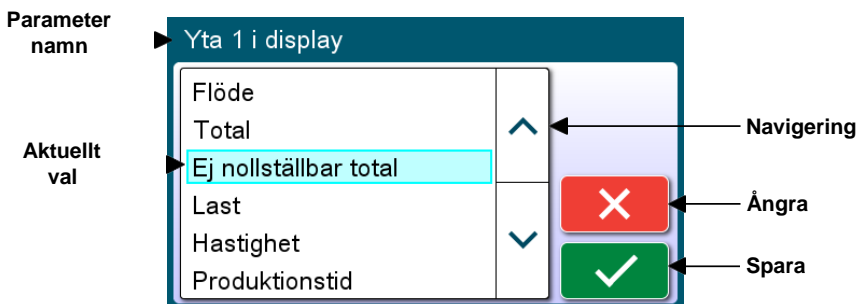 Parameter
namn
Yta 1 i display
Flöde
Total
Ej nollställbar total
Last
Hastighet
Produktionstid
Aktuellt
val
Navigering
Ångra
Spara